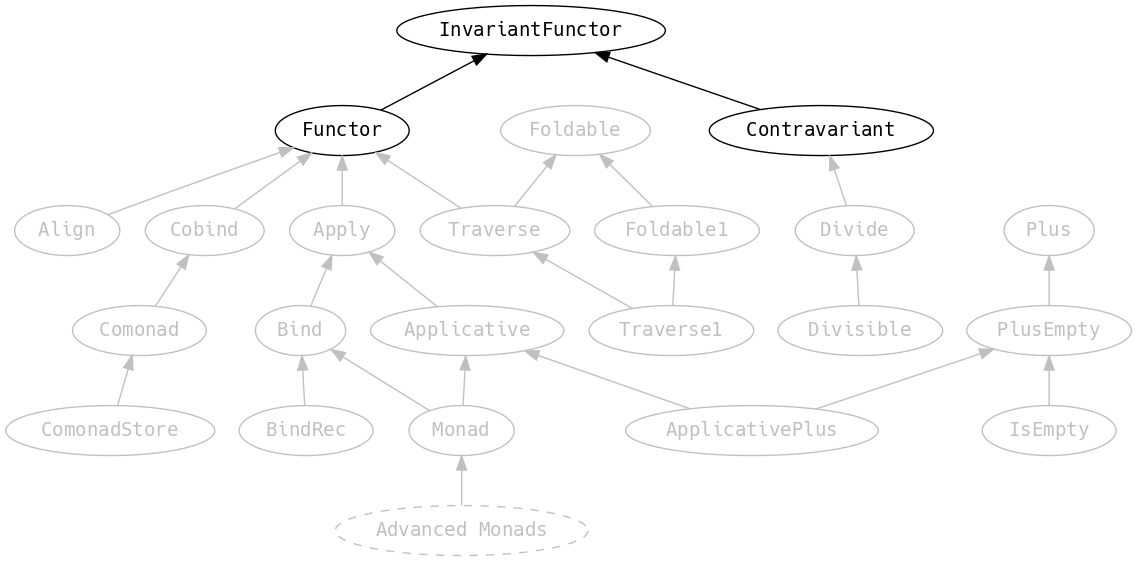 InvariantFunctor
Functor
Foldable
Contravariant
Align
Cobind
Apply
Traverse
Foldable1
Divide
Plus
Comonad
Bind
Applicative
Traverse1
Divisible
PlusEmpty
ComonadStore
BindRec
Monad
ApplicativePlus
IsEmpty
Advanced Monads